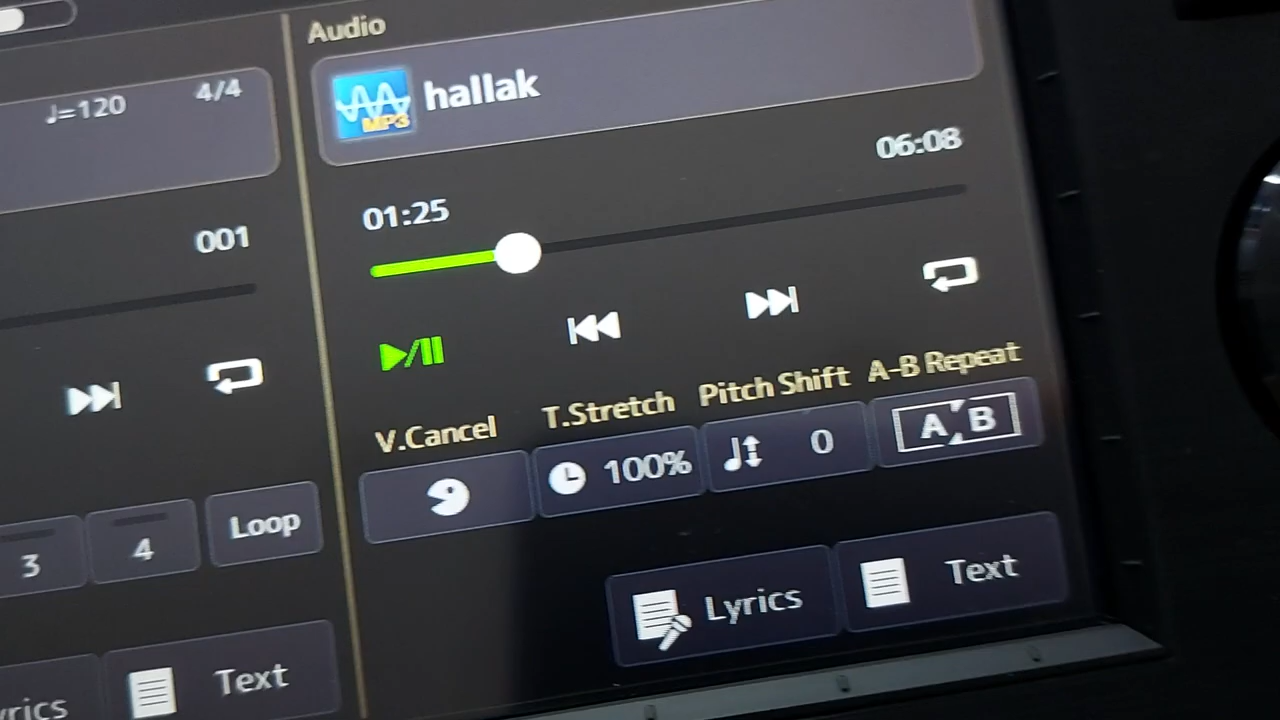 Audio
♩=120 4/4
MP3 hallak
06:08
01:25
001
V.Cancel T.Stretch Pitch Shift A-B Repeat
100% 0 A B
3 4 Loop
Lyrics Text
Text